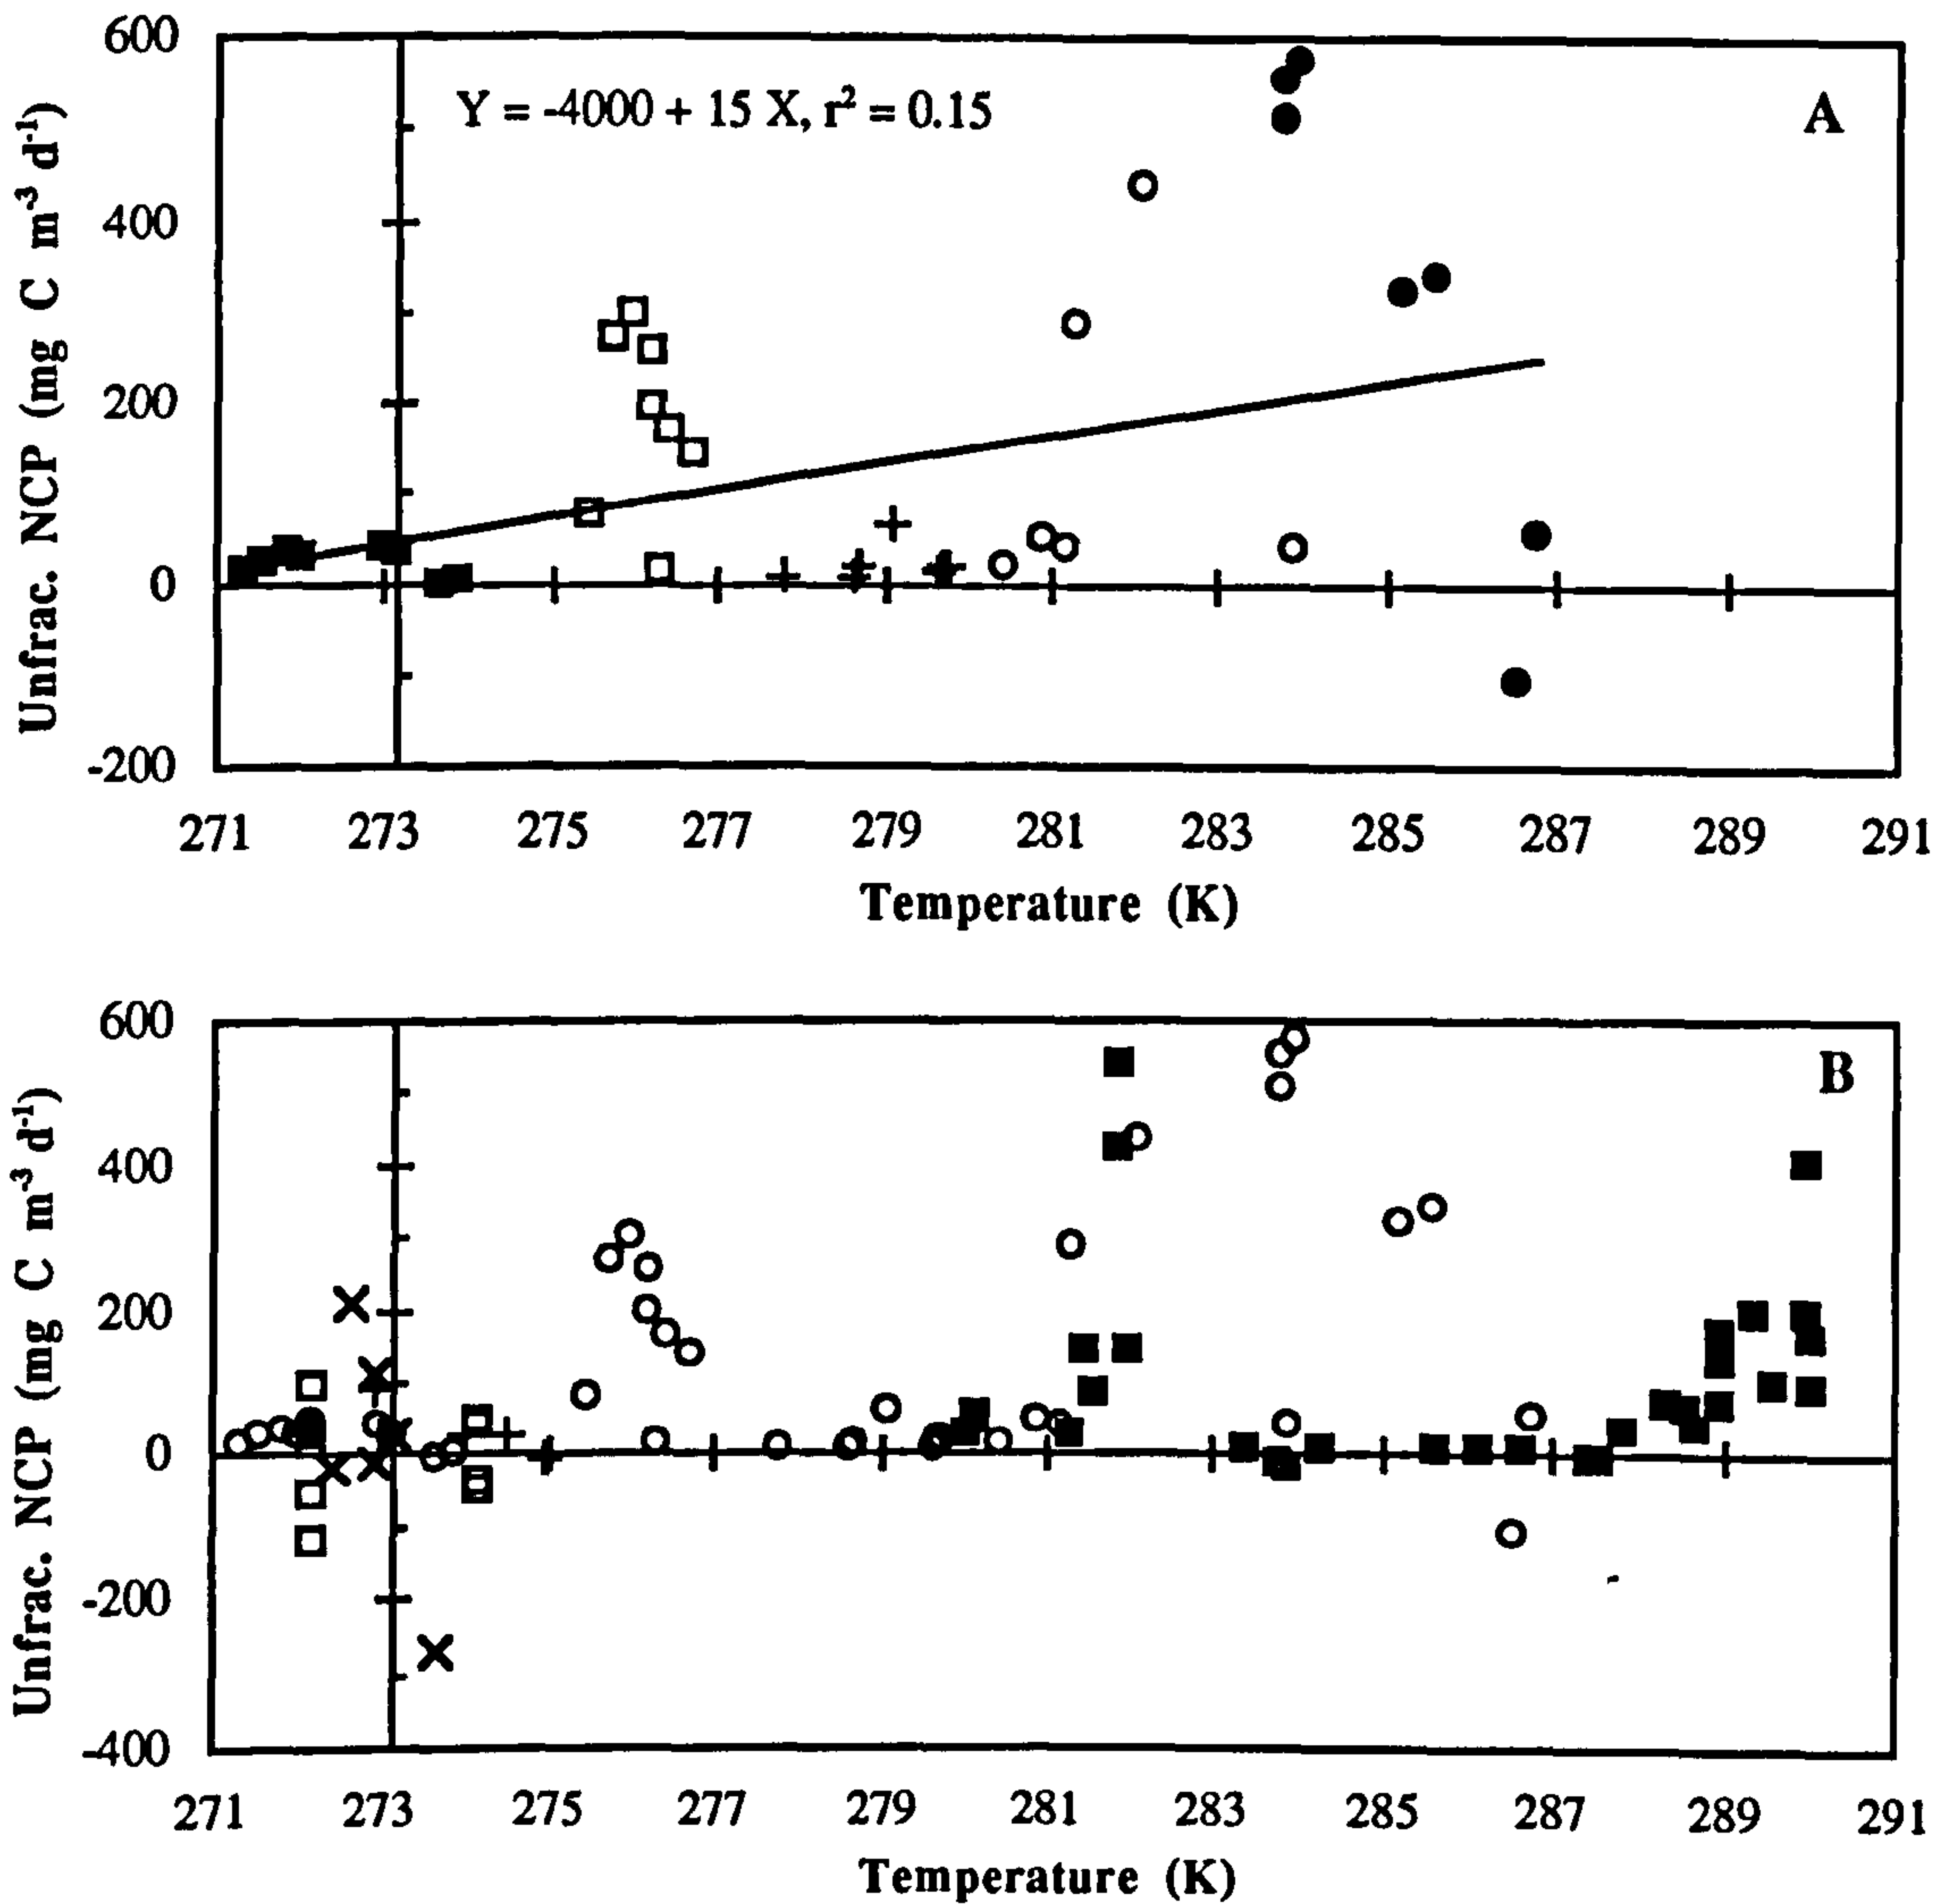 600
400
200
0
-200
Unfrac. NCP (mg C m⁻³ d⁻¹)
Y = -4000 + 15 X, r² = 0.15
A
271 273 275 277 279 281 283 285 287 289 291
Temperature (K)
600
400
200
0
-200
-400
Unfrac. NCP (mg C m⁻³ d⁻¹)
B
271 273 275 277 279 281 283 285 287 289 291
Temperature (K)